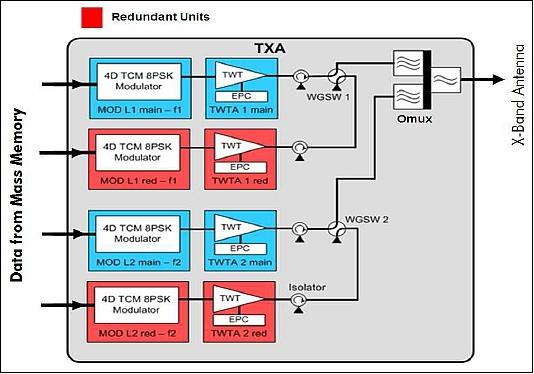 Redundant Units
TXA
4D TCM 8PSK
Modulator
MOD L1 main – f1
TWT
EPC
TWTA 1 main
WGSW 1
Omux
4D TCM 8PSK
Modulator
MOD L1 red – f1
TWT
EPC
TWTA 1 red
4D TCM 8PSK
Modulator
MOD L2 main – f2
TWT
EPC
TWTA 2 main
WGSW 2
4D TCM 8PSK
Modulator
MOD L2 red – f2
TWT
EPC
TWTA 2 red
Isolator
Data from Mass Memory
X-Band Antenna